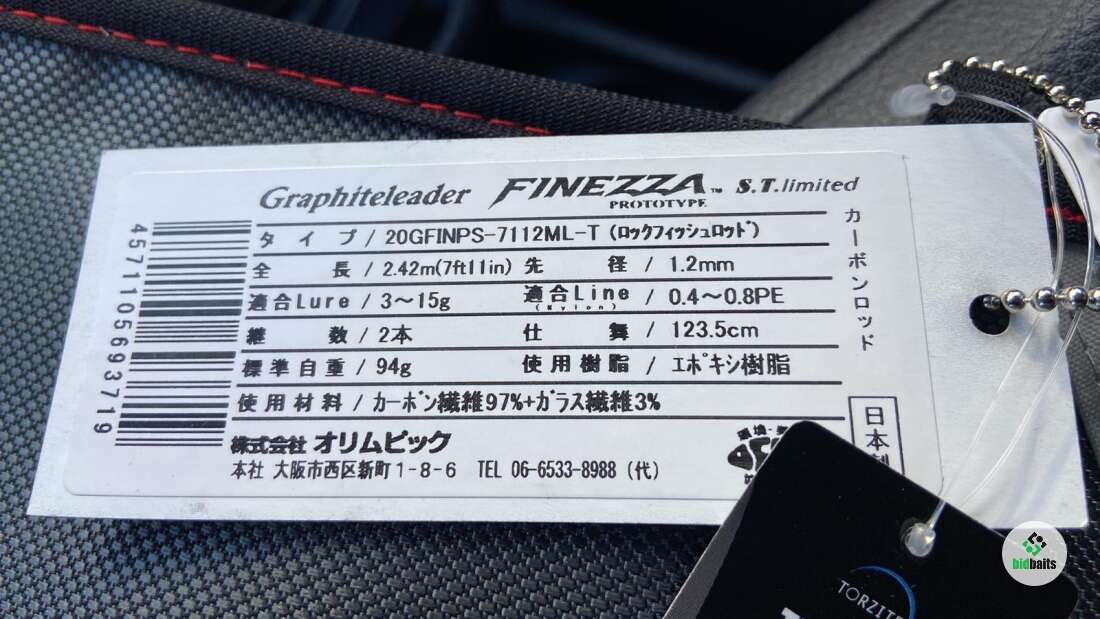 Graphiteleader FINEZZA™ S.T.limited
PROTOTYPE
タイプ / 20GFINPS-7112ML-T (ロックフィッシュロッド)
全長 / 2.42m(7ft11in) 先径 / 1.2mm
適合Lure / 3～15g 適合Line / 0.4～0.8PE
(Nylon)
継数 / 2本 仕舞 / 123.5cm
標準自重 / 94g 使用樹脂 / エポキシ樹脂
使用材料 / カーボン繊維97%+ガラス繊維3%
株式会社 オリムピック
本社 大阪市西区新町1-8-6 TEL 06-6533-8988 (代)
4571105693719
カーボンロッド
日本
環境・
TORZITE
bidbaits